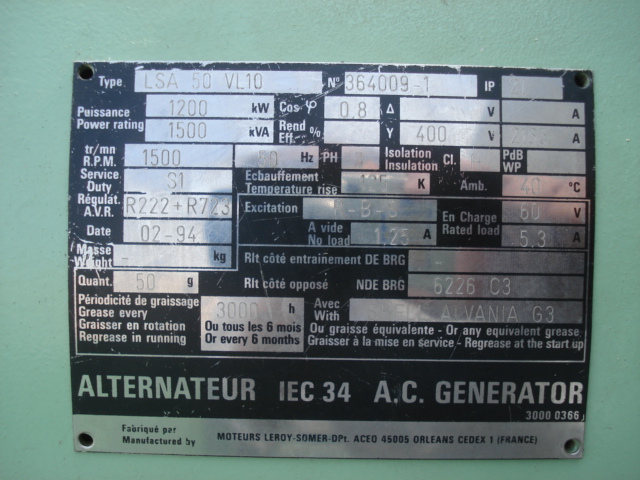 Type LSA 50 VL10 N° 364009-1 IP
Puissance Power rating 1200 kW Cos φ 0.8 Δ V A
1500 kVA Rend Eff. % Y 400 V A
tr/mn R.P.M. 1500 Hz PH Isolation Insulation Cl. PdB WP
Service Duty S1 Echauffement Temperature rise K Amb. 40 °C
Régulat. A.V.R. R222+R723 Excitation En Charge Rated load 60 V
Date 02-94 A vide No load 1.25 A 5.3 A
Masse Weight - kg Rlt côté entrainement DE BRG -
Quant. 50 g Rlt côté opposé NDE BRG 6226 C3
Périodicité de graissage
Grease every 3000 h Avec With ALVANIA G3
Graisser en rotation Ou tous les 6 mois Ou graisse équivalente - Or any equivalent grease
Regrease in running Or every 6 months Graisser à la mise en service - Regrease at the start up
ALTERNATEUR IEC 34 A.C. GENERATOR
3000 0366
Fabriqué par
Manufactured by MOTEURS LEROY-SOMER-DPt. ACEO 45005 ORLEANS CEDEX 1 (FRANCE)